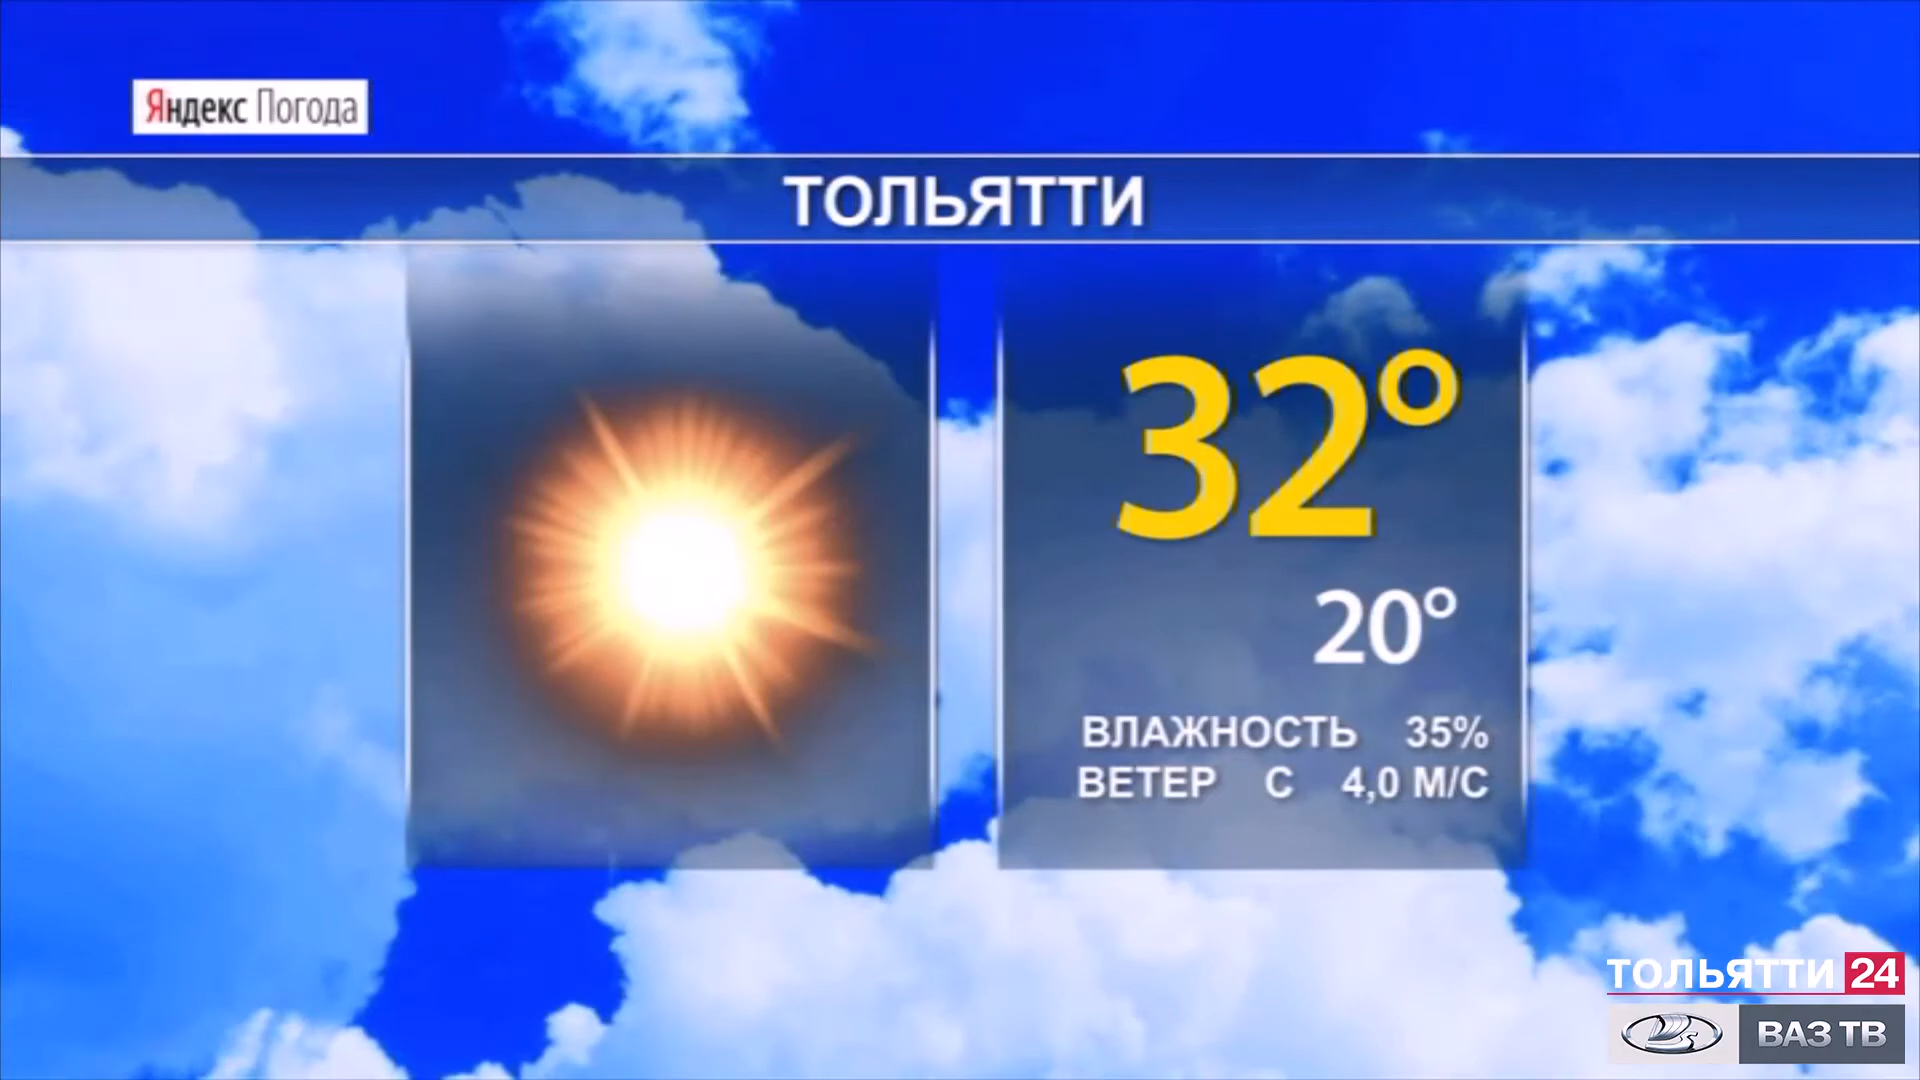 Яндекс Погода
ТОЛЬЯТТИ
32°
20°
ВЛАЖНОСТЬ 35%
ВЕТЕР С 4,0 М/С
ТОЛЬЯТТИ 24
ВАЗ ТВ